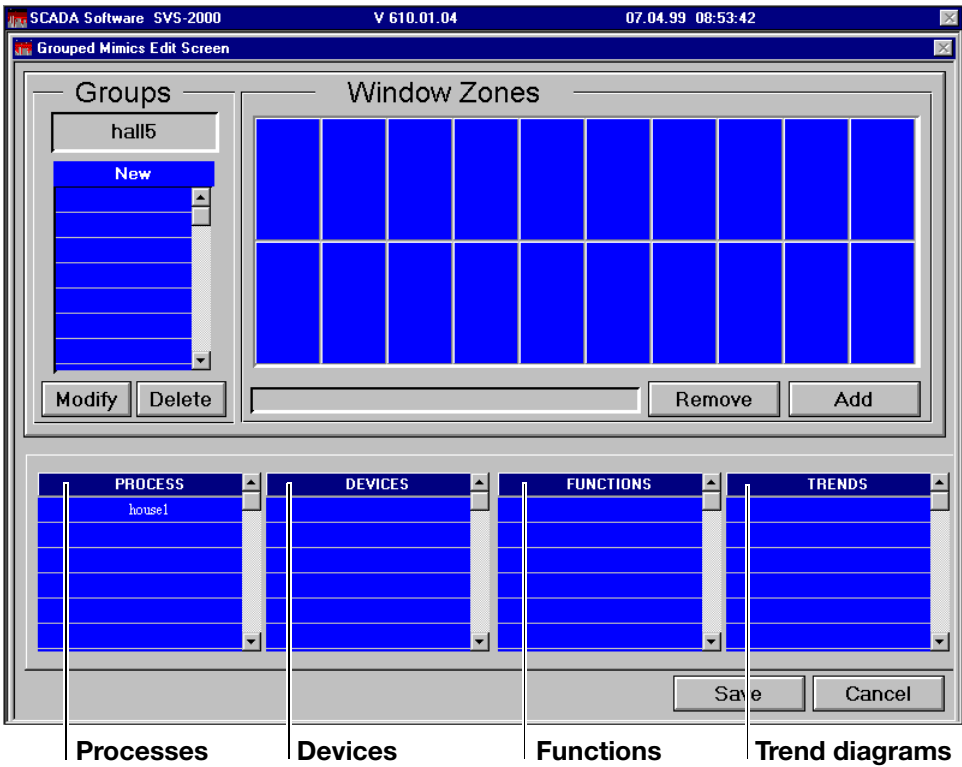 SCADA Software SVS-2000 V 610.01.04 07.04.99 08:53:42
Grouped Mimics Edit Screen
Groups
Window Zones
hall5
New
Modify Delete
Remove Add
PROCESS DEVICES FUNCTIONS TRENDS
house1
Save Cancel
Processes Devices Functions Trend diagrams